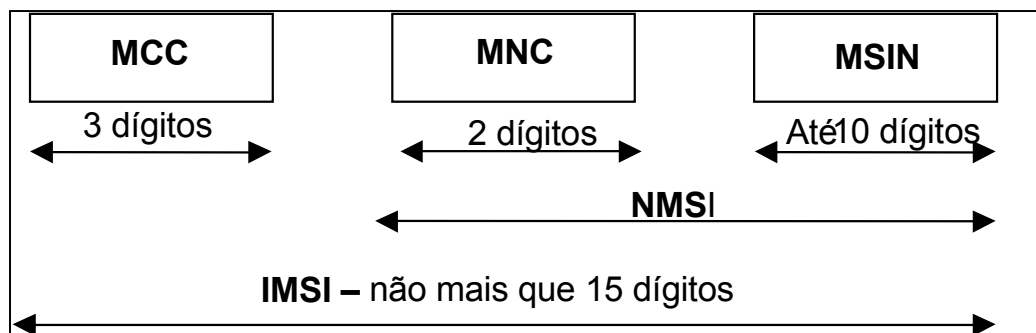 MCC MNC MSIN
3 dígitos 2 dígitos Até10 dígitos
NMSI
IMSI – não mais que 15 dígitos